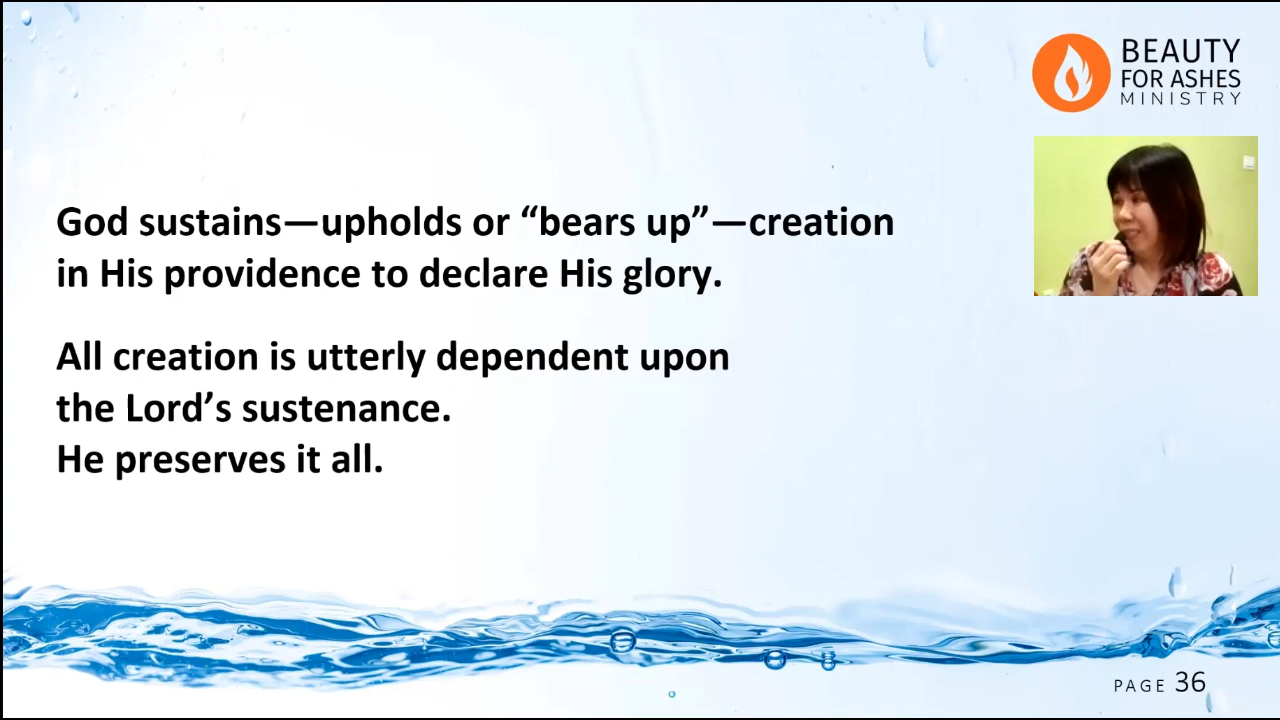 BEAUTY
FOR ASHES
MINISTRY
God sustains—upholds or “bears up”—creation
in His providence to declare His glory.
All creation is utterly dependent upon
the Lord’s sustenance.
He preserves it all.
PAGE 36